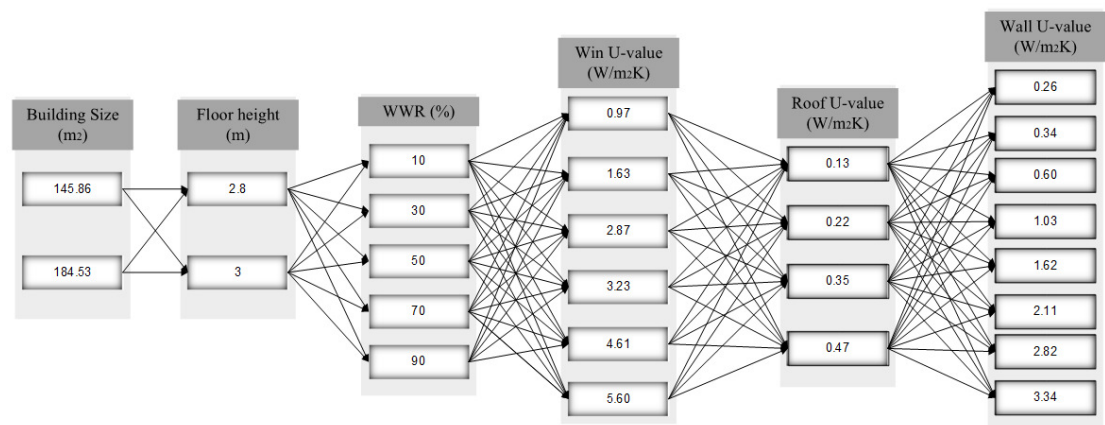 Building Size
(m2)
145.86
184.53
Floor height
(m)
2.8
3
WWR (%)
10
30
50
70
90
Win U-value
(W/m2K)
0.97
1.63
2.87
3.23
4.61
5.60
Roof U-value
(W/m2K)
0.13
0.22
0.35
0.47
Wall U-value
(W/m2K)
0.26
0.34
0.60
1.03
1.62
2.11
2.82
3.34